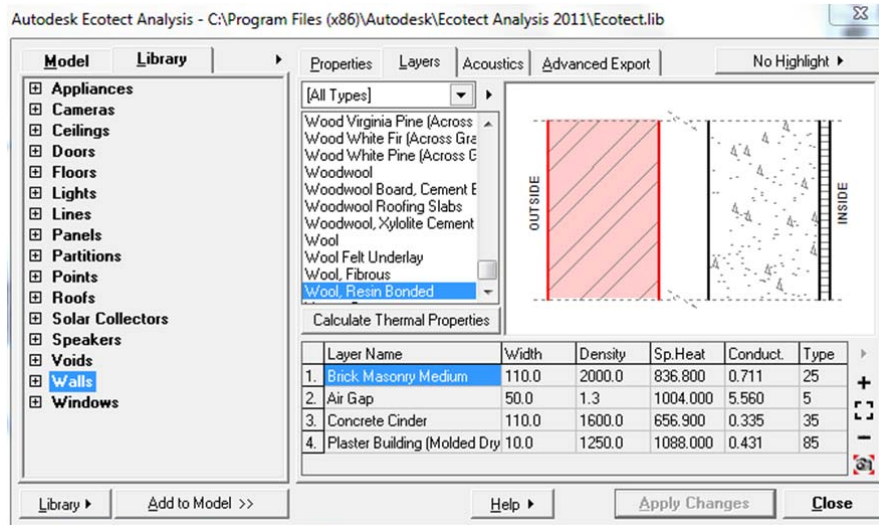 Autodesk Ecotect Analysis - C:\Program Files (x86)\Autodesk\Ecotect Analysis 2011\Ecotect.lib
Model Library
Properties Layers Acoustics Advanced Export No Highlight
Appliances
Cameras
Ceilings
Doors
Floors
Lights
Lines
Panels
Partitions
Points
Roofs
Solar Collectors
Speakers
Voids
Walls
Windows
[All Types]
Wood Virginia Pine (Across
Wood White Fir (Across Gra
Wood White Pine (Across G
Woodwool
Woodwool Board, Cement B
Woodwool Roofing Slabs
Woodwool, Xylolite Cement
Wool
Wool Felt Underlay
Wool, Fibrous
Wool, Resin Bonded
Calculate Thermal Properties
OUTSIDE
INSIDE
Layer Name Width Density Sp.Heat Conduct. Type
1. Brick Masonry Medium 110.0 2000.0 836.800 0.711 25
2. Air Gap 50.0 1.3 1004.000 5.560 5
3. Concrete Cinder 110.0 1600.0 656.900 0.335 35
4. Plaster Building (Molded Dry 10.0 1250.0 1088.000 0.431 85
Library Add to Model >> Help Apply Changes Close